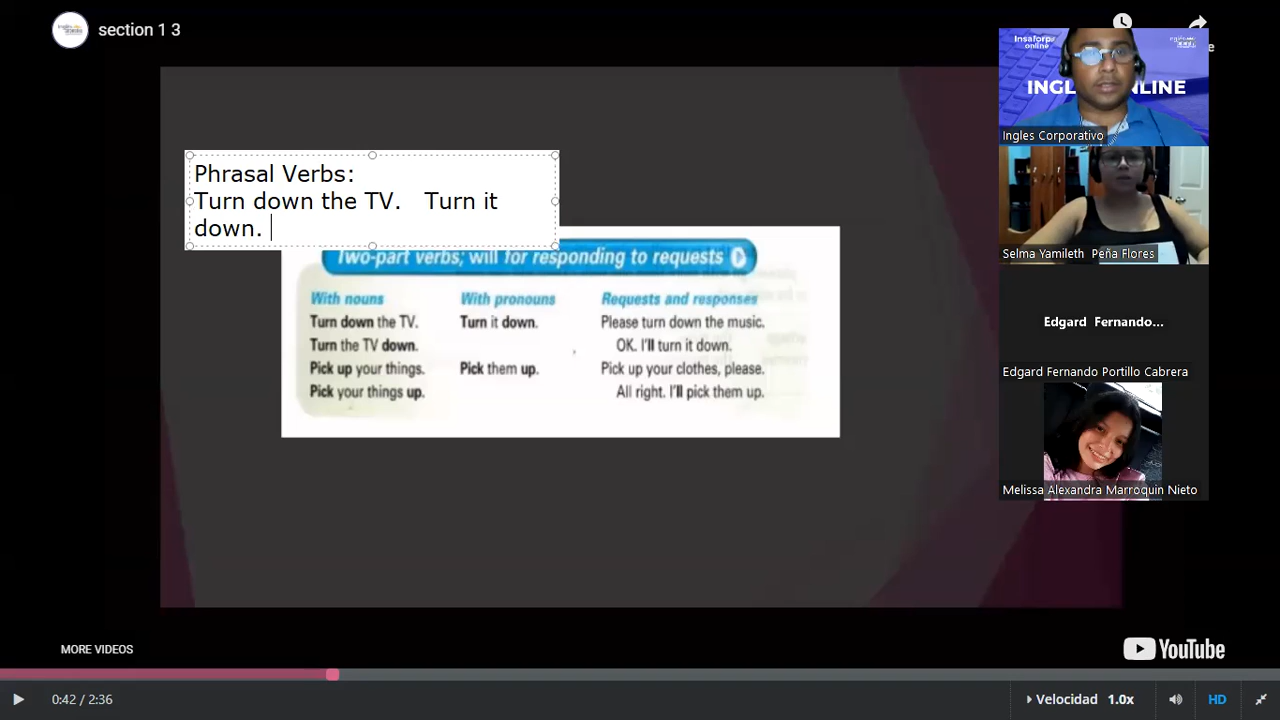 section 1 3
Phrasal Verbs:
Turn down the TV. Turn it
down.
Two-part verbs; will for responding to requests
With nouns
With pronouns
Requests and responses
Turn down the TV.
Turn it down.
Please turn down the music.
Turn the TV down.
OK. I'll turn it down.
Pick up your things.
Pick them up.
Pick up your clothes, please.
Pick your things up.
All right. I'll pick them up.
Insaforp
online
INGL
NLINE
Ingles Corporativo
Selma Yamileth Peña Flores
Edgard Fernando...
Edgard Fernando Portillo Cabrera
Melissa Alexandra Marroquin Nieto
MORE VIDEOS
YouTube
0:42 / 2:36
Velocidad 1.0x
HD